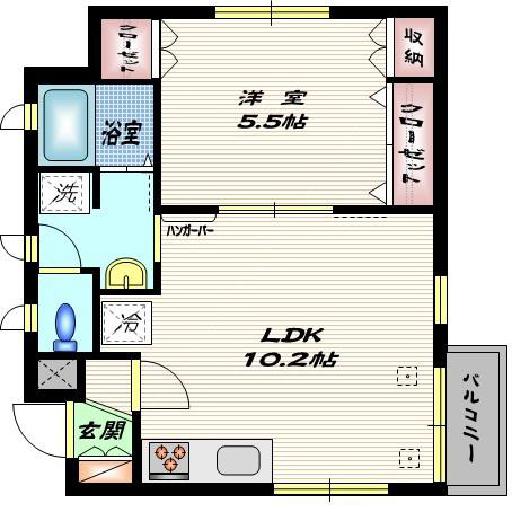 クローゼット
収納
洋室
5.5帖
クローゼット
浴室
洗
ハンガーパー
冷
LDK
10.2帖
バルコニー
玄関